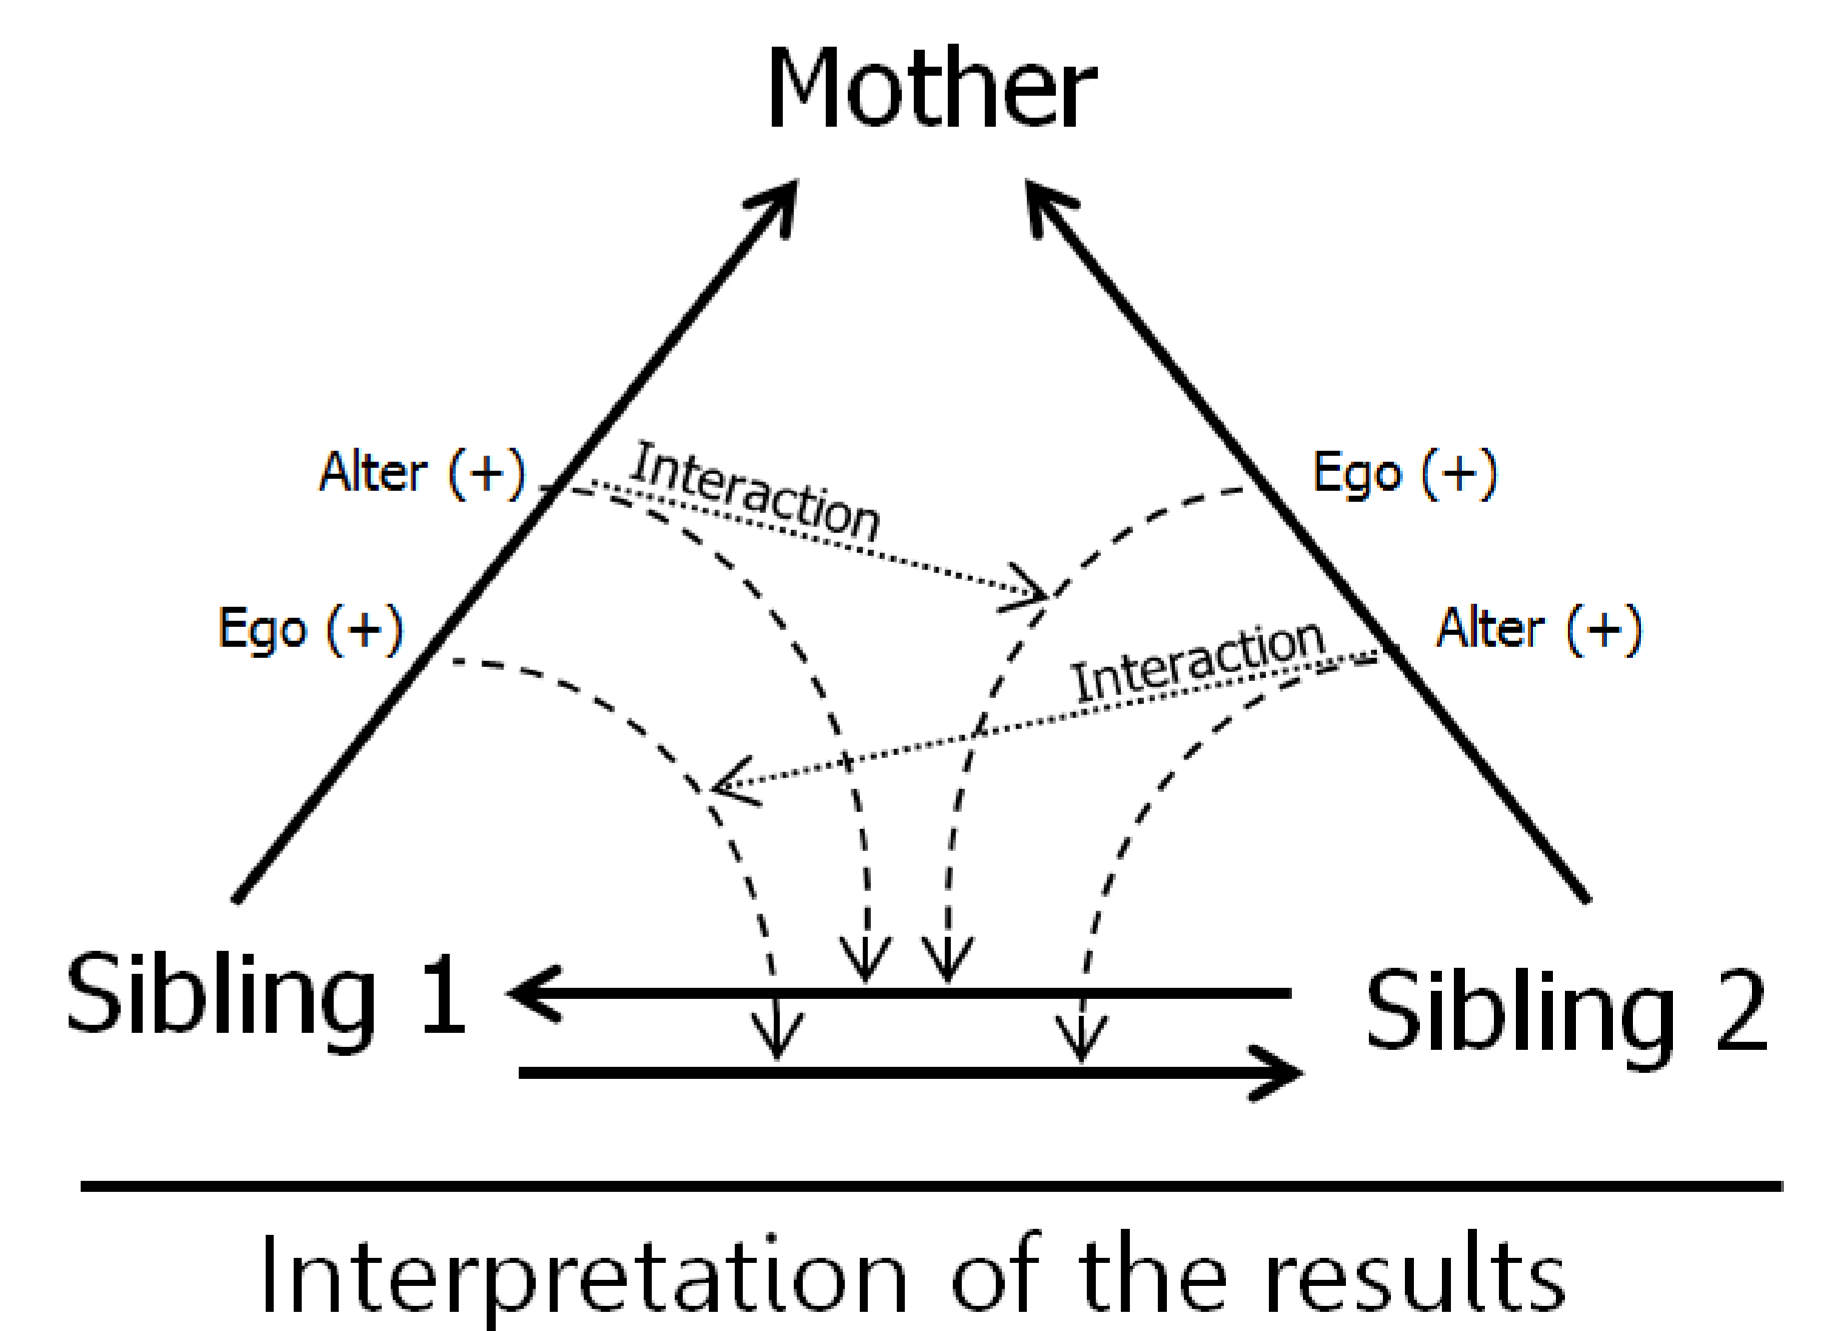 Mother
Alter (+)
Interaction
Ego (+)
Ego (+)
Interaction
Alter (+)
Sibling 1
Sibling 2
Interpretation of the results